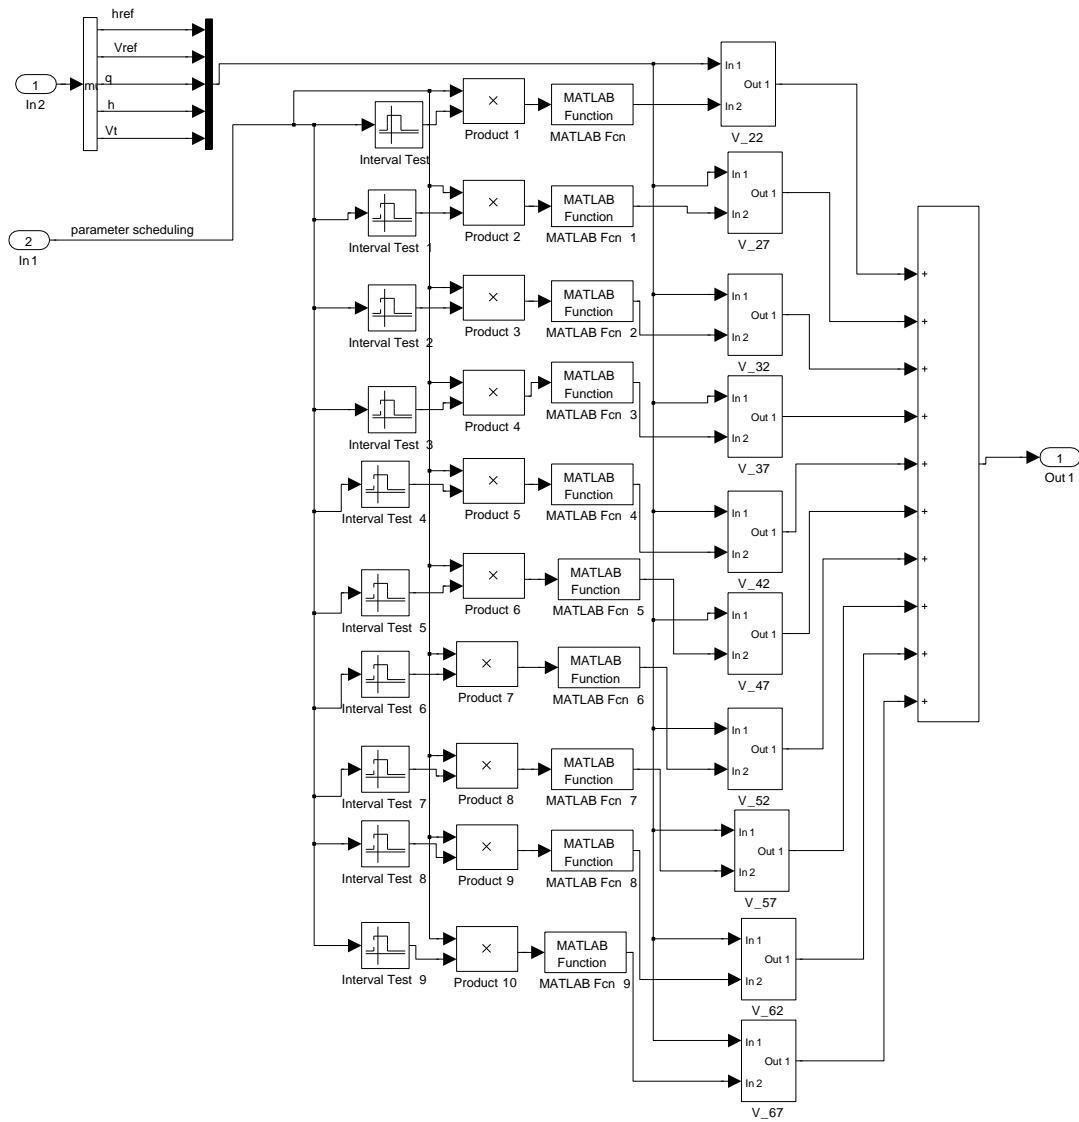 href
Vref
q
h
Vt
mu
1
In 2
2
In 1
parameter scheduling
Interval Test
×
Product 1
MATLAB
Function
MATLAB Fcn
In 1
In 2
Out 1
V_22
Interval Test 1
×
Product 2
MATLAB
Function
MATLAB Fcn 1
In 1
In 2
Out 1
V_27
Interval Test 2
×
Product 3
MATLAB
Function
MATLAB Fcn 2
In 1
In 2
Out 1
V_32
Interval Test 3
×
Product 4
MATLAB
Function
MATLAB Fcn 3
In 1
In 2
Out 1
V_37
Interval Test 4
×
Product 5
MATLAB
Function
MATLAB Fcn 4
In 1
In 2
Out 1
V_42
Interval Test 5
×
Product 6
MATLAB
Function
MATLAB Fcn 5
In 1
In 2
Out 1
V_47
Interval Test 6
×
Product 7
MATLAB
Function
MATLAB Fcn 6
In 1
In 2
Out 1
V_52
Interval Test 7
×
Product 8
MATLAB
Function
MATLAB Fcn 7
In 1
In 2
Out 1
V_57
Interval Test 8
×
Product 9
MATLAB
Function
MATLAB Fcn 8
In 1
In 2
Out 1
V_62
Interval Test 9
×
Product 10
MATLAB
Function
MATLAB Fcn 9
In 1
In 2
Out 1
V_67
+
+
+
+
+
+
+
+
+
+
1
Out 1